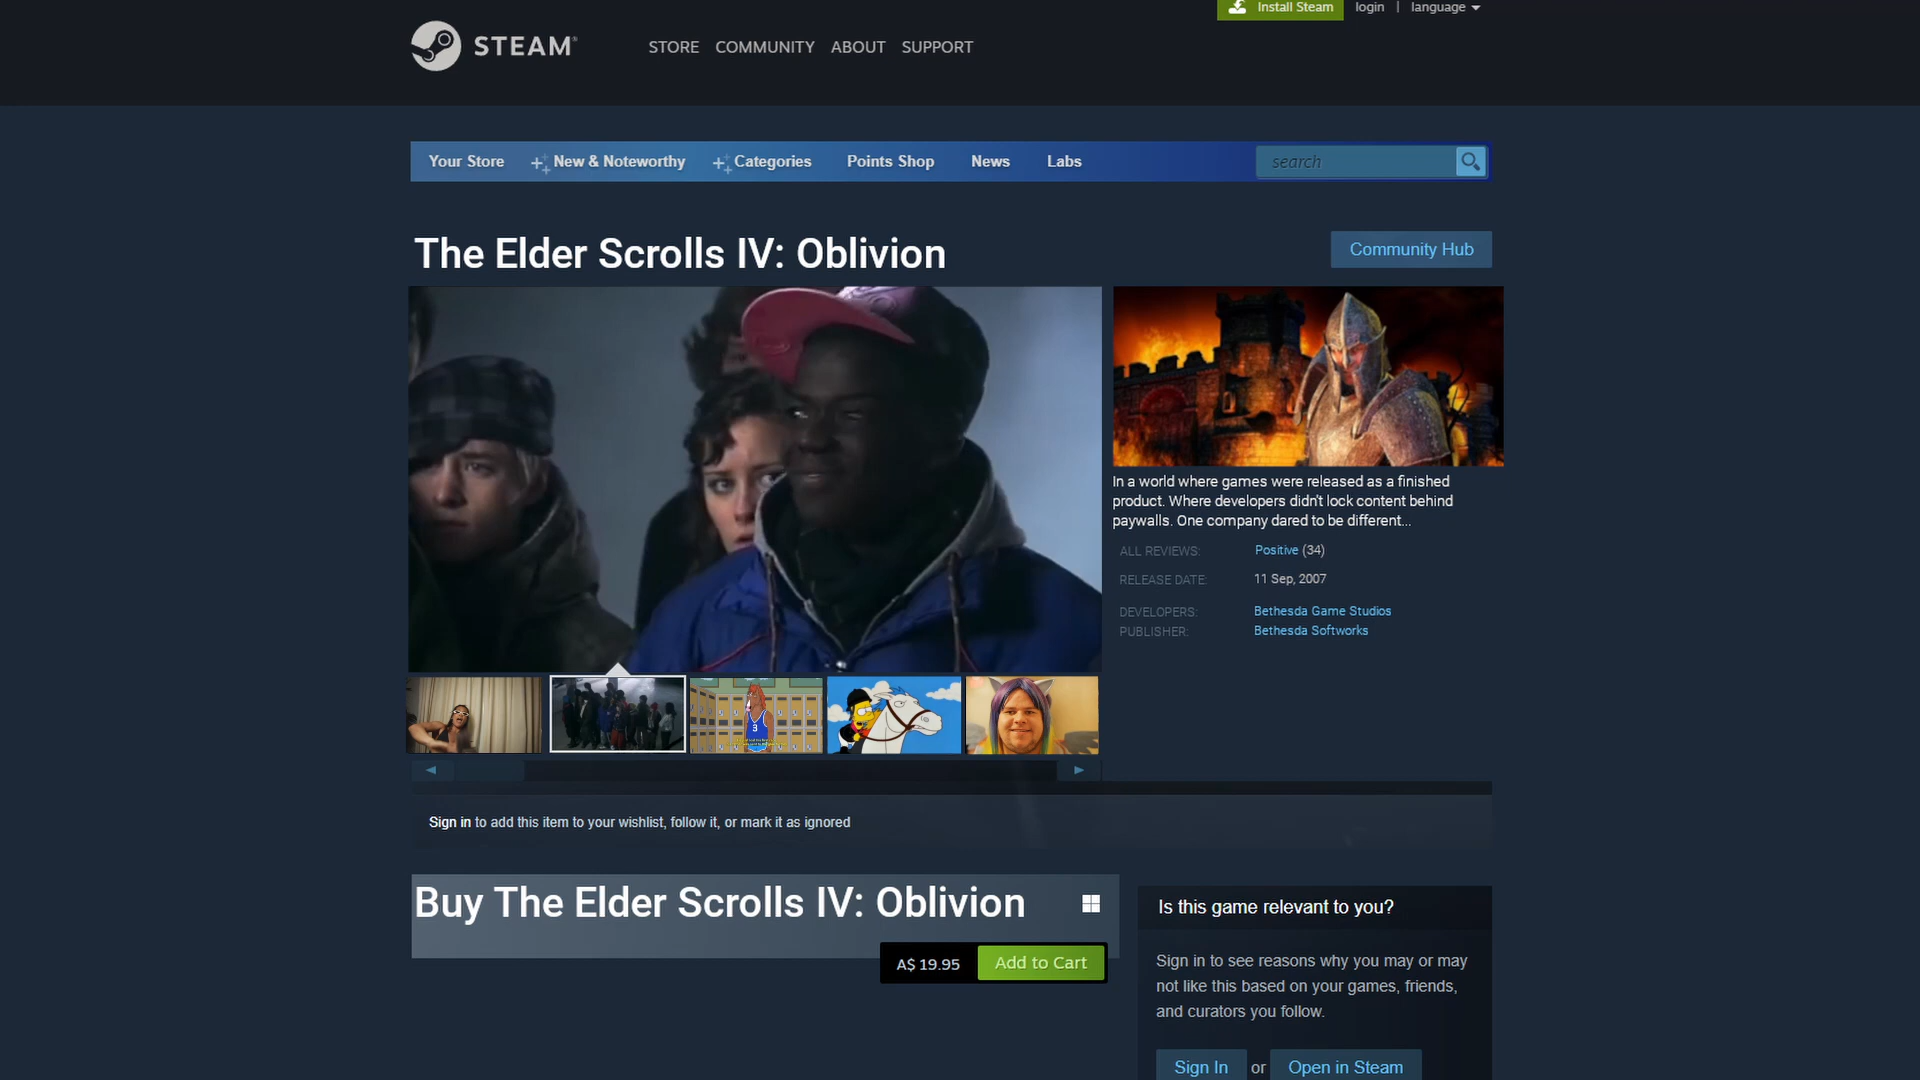 Install Steam login | language
STEAM®
STORE COMMUNITY ABOUT SUPPORT
Your Store New & Noteworthy Categories Points Shop News Labs search
The Elder Scrolls IV: Oblivion
Community Hub
In a world where games were released as a finished
product. Where developers didn't lock content behind
paywalls. One company dared to be different...
ALL REVIEWS: Positive (34)
RELEASE DATE: 11 Sep, 2007
DEVELOPERS: Bethesda Game Studios
PUBLISHER: Bethesda Softworks
3
Sign in to add this item to your wishlist, follow it, or mark it as ignored
Buy The Elder Scrolls IV: Oblivion
A$ 19.95 Add to Cart
Is this game relevant to you?
Sign in to see reasons why you may or may
not like this based on your games, friends,
and curators you follow.
Sign In or Open in Steam